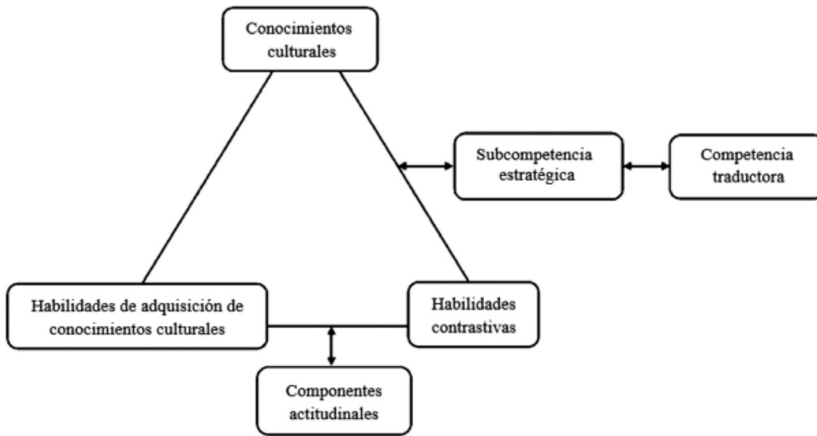 Conocimientos
culturales
Subcompetencia
estratégica
Competencia
traductora
Habilidades de adquisición de
conocimientos culturales
Habilidades
contrastivas
Componentes
actitudinales